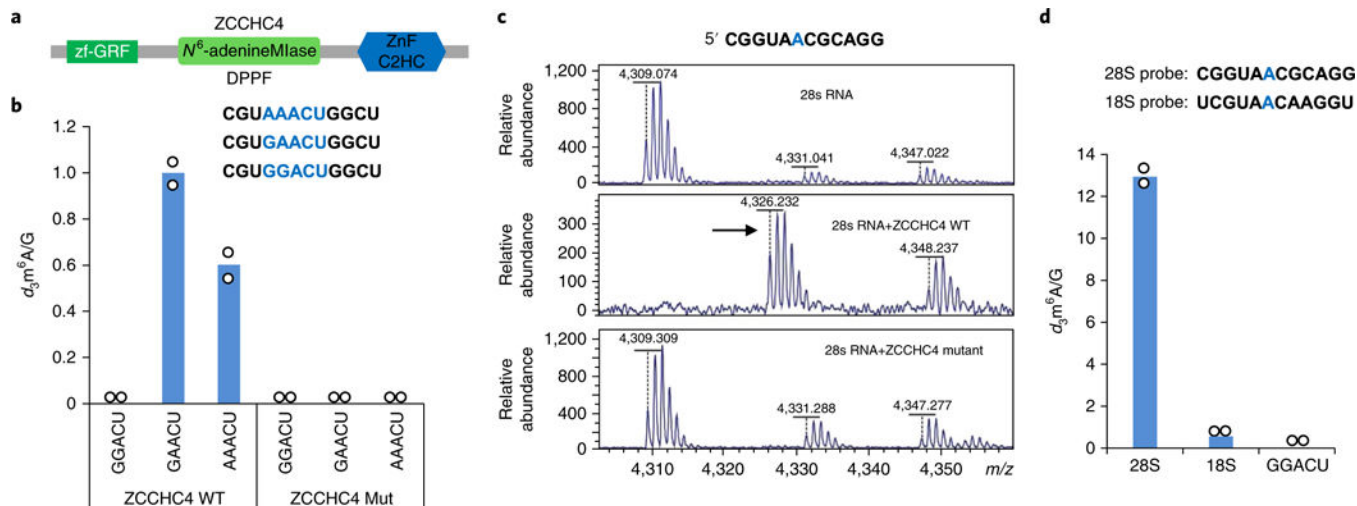 a
ZCCHC4
zf-GRF
N6-adenineMlase
ZnF
C2HC
DPPF
b
CGUAAACUGGCU
CGUGAACUGGCU
CGUGGACUGGCU
d3m6A/G
1.2
1.0
0.8
0.6
0.4
0.2
0
GGACU
GAACU
AAACU
GGACU
GAACU
AAACU
ZCCHC4 WT
ZCCHC4 Mut
c
5′ CGGUAACGCAGG
Relative
abundance
1,200
800
400
0
4,309.074
28s RNA
4,331.041
4,347.022
Relative
abundance
300
200
100
0
4,326.232
28s RNA+ZCCHC4 WT
4,348.237
Relative
abundance
1,200
800
400
0
4,309.309
28s RNA+ZCCHC4 mutant
4,331.288
4,347.277
4,310
4,320
4,330
4,340
4,350
m/z
d
28S probe: CGGUAACGCAGG
18S probe: UCGUAACAAGGU
d3m6A/G
14
12
10
8
6
4
2
0
28S
18S
GGACU